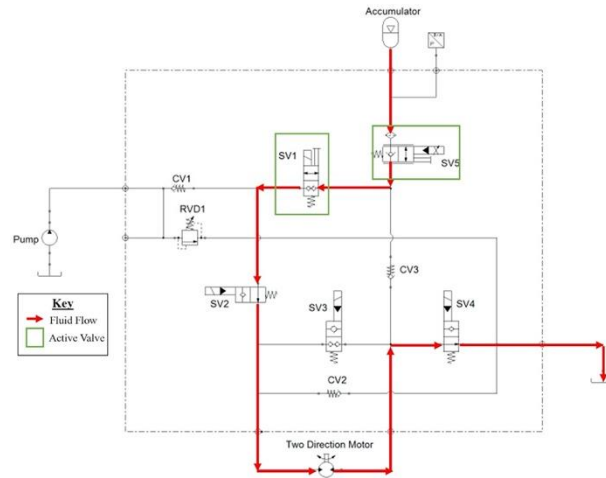 Accumulator
P
SV1
SV5
CV1
RVD1
Pump
CV3
SV2
SV3
SV4
Key
Fluid Flow
Active Valve
CV2
Two Direction Motor